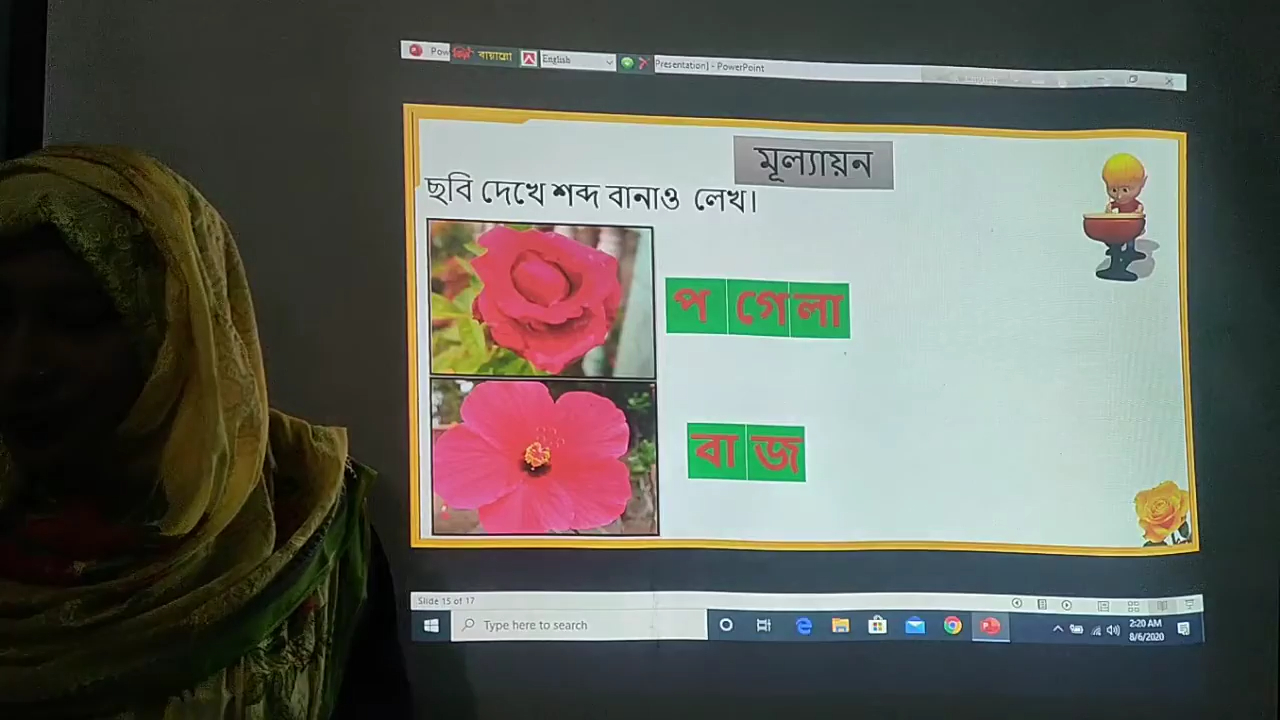 Pow
বায়ান্নো
English
Presentation] - PowerPoint
মূল্যায়ন
ছবি দেখে শব্দ বানাও লেখ।
প গেলা
বা জ
Slide 15 of 17
Type here to search
2:20 AM
8/6/2020